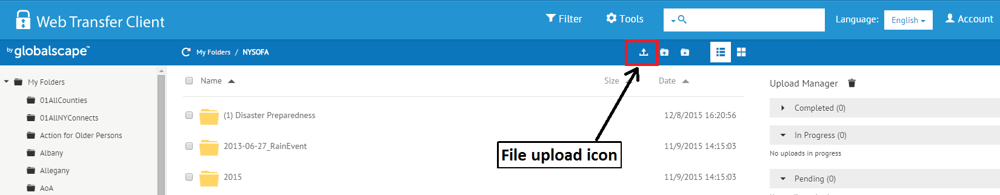 Web Transfer Client
Filter
Tools
Language:
English
Account
by globalscape™
My Folders / NYSOFA
My Folders
01AllCounties
01AllNYConnects
Action for Older Persons
Albany
Allegany
AoA
Name
Size
Date
(1) Disaster Preparedness
12/8/2015 16:20:56
2013-06-27_RainEvent
11/9/2015 14:15:03
2015
11/9/2015 14:15:03
File upload icon
Upload Manager
Completed (0)
In Progress (0)
No uploads in progress
Pending (0)